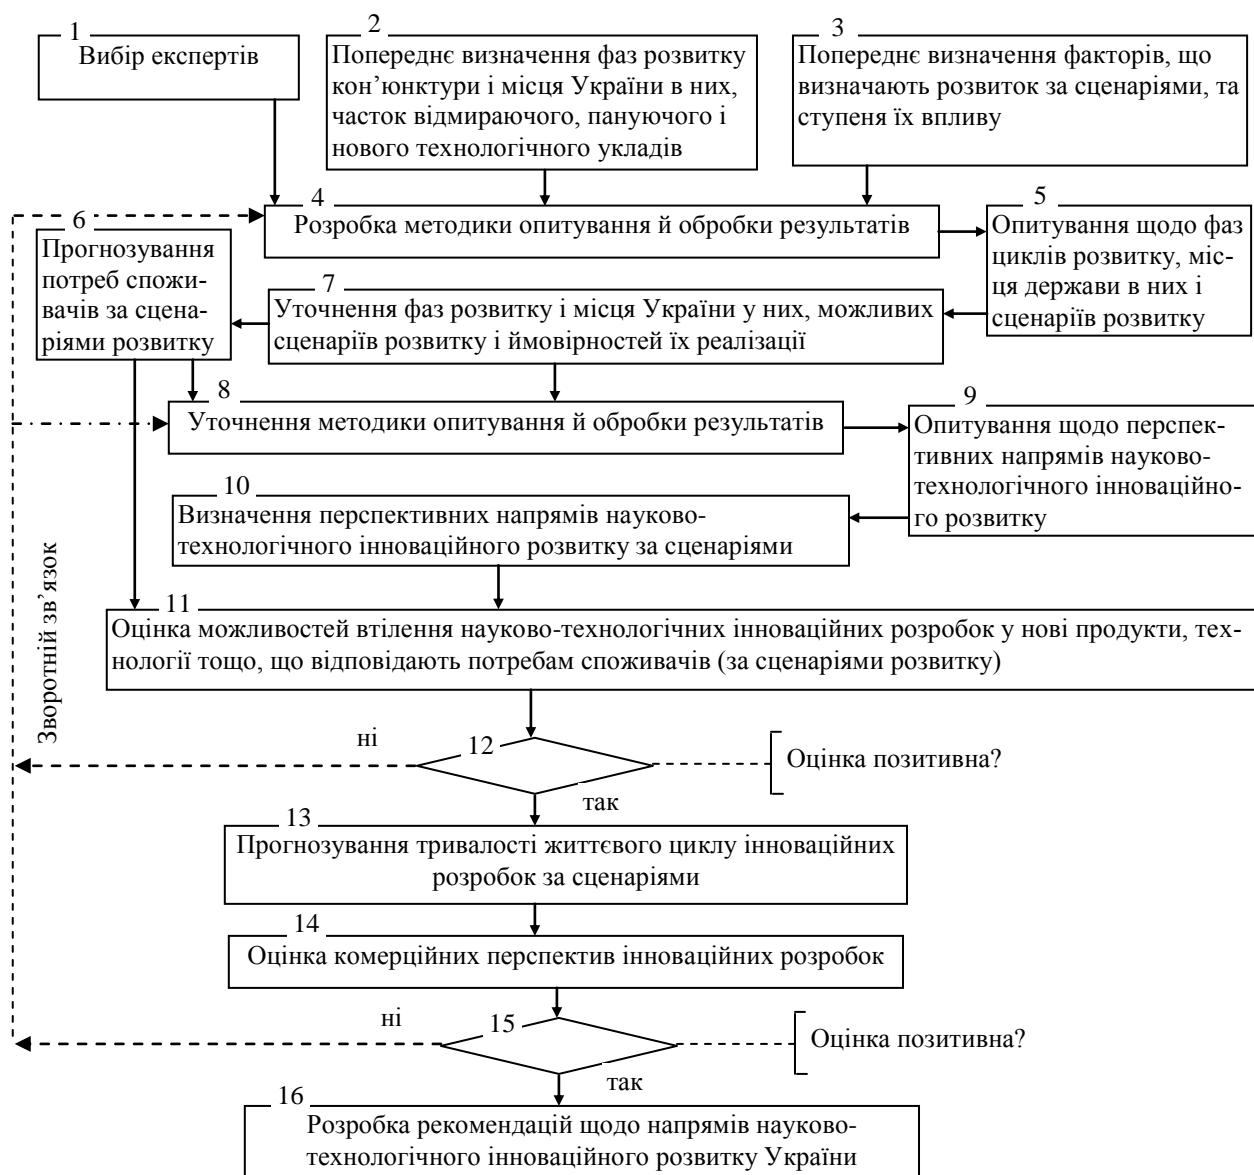 1
Вибір експертів
2
Попереднє визначення фаз розвитку
кон’юнктури і місця України в них,
часток відмираючого, пануючого і
нового технологічного укладів
3
Попереднє визначення факторів, що
визначають розвиток за сценаріями, та
ступеня їх впливу
4
Розробка методики опитування й обробки результатів
5
Опитування щодо фаз
циклів розвитку, міс-
ця держави в них і
сценаріїв розвитку
6
Прогнозування
потреб спожи-
вачів за сцена-
ріями розвитку
7
Уточнення фаз розвитку і місця України у них, можливих
сценаріїв розвитку і ймовірностей їх реалізації
8
Уточнення методики опитування й обробки результатів
9
Опитування щодо перспек-
тивних напрямів науково-
технологічного інноваційно-
го розвитку
10
Визначення перспективних напрямів науково-
технологічного інноваційного розвитку за сценаріями
Зворотній зв’язок
11
Оцінка можливостей втілення науково-технологічних інноваційних розробок у нові продукти, тех-
нології тощо, що відповідають потребам споживачів (за сценаріями розвитку)
ні
12
Оцінка позитивна?
так
13
Прогнозування тривалості життєвого циклу інноваційних
розробок за сценаріями
14
Оцінка комерційних перспектив інноваційних розробок
ні
15
Оцінка позитивна?
так
16
Розробка рекомендацій щодо напрямів науково-
технологічного інноваційного розвитку України